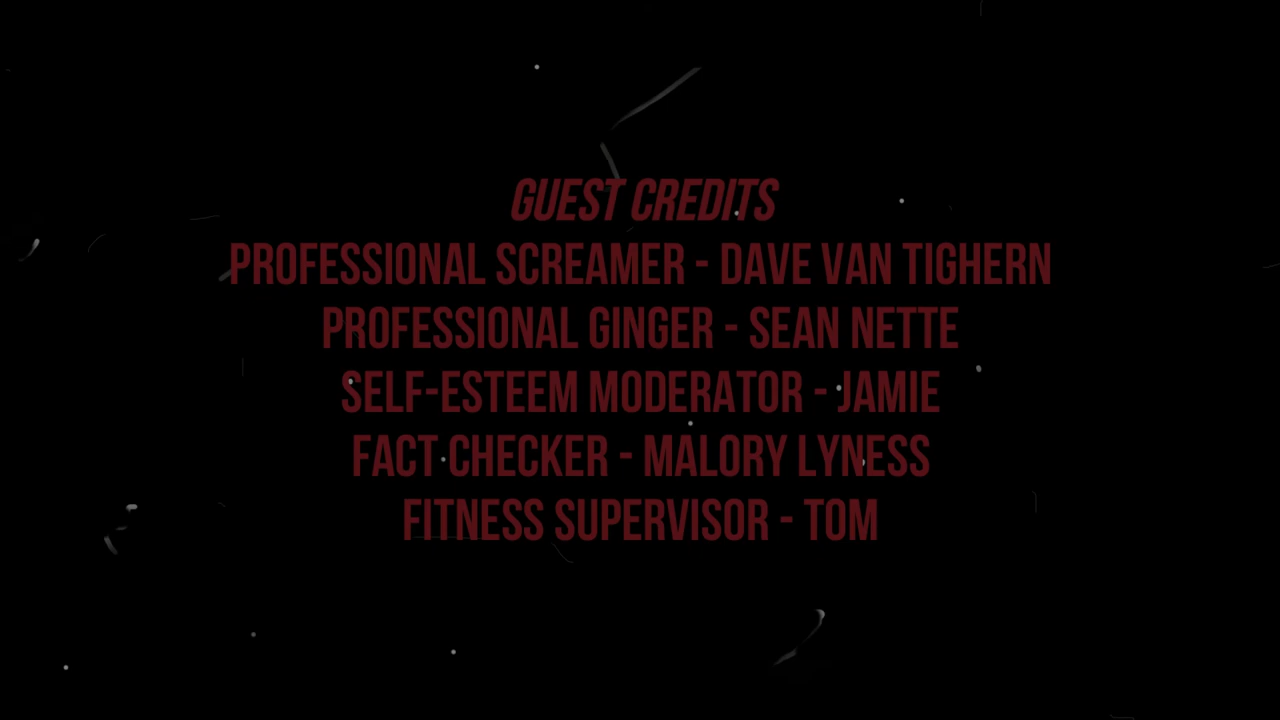 GUEST CREDITS
PROFESSIONAL SCREAMER - DAVE VAN TIGHERN
PROFESSIONAL GINGER - SEAN NETTE
SELF-ESTEEM MODERATOR - JAMIE
FACT CHECKER - MALORY LYNESS
FITNESS SUPERVISOR - TOM